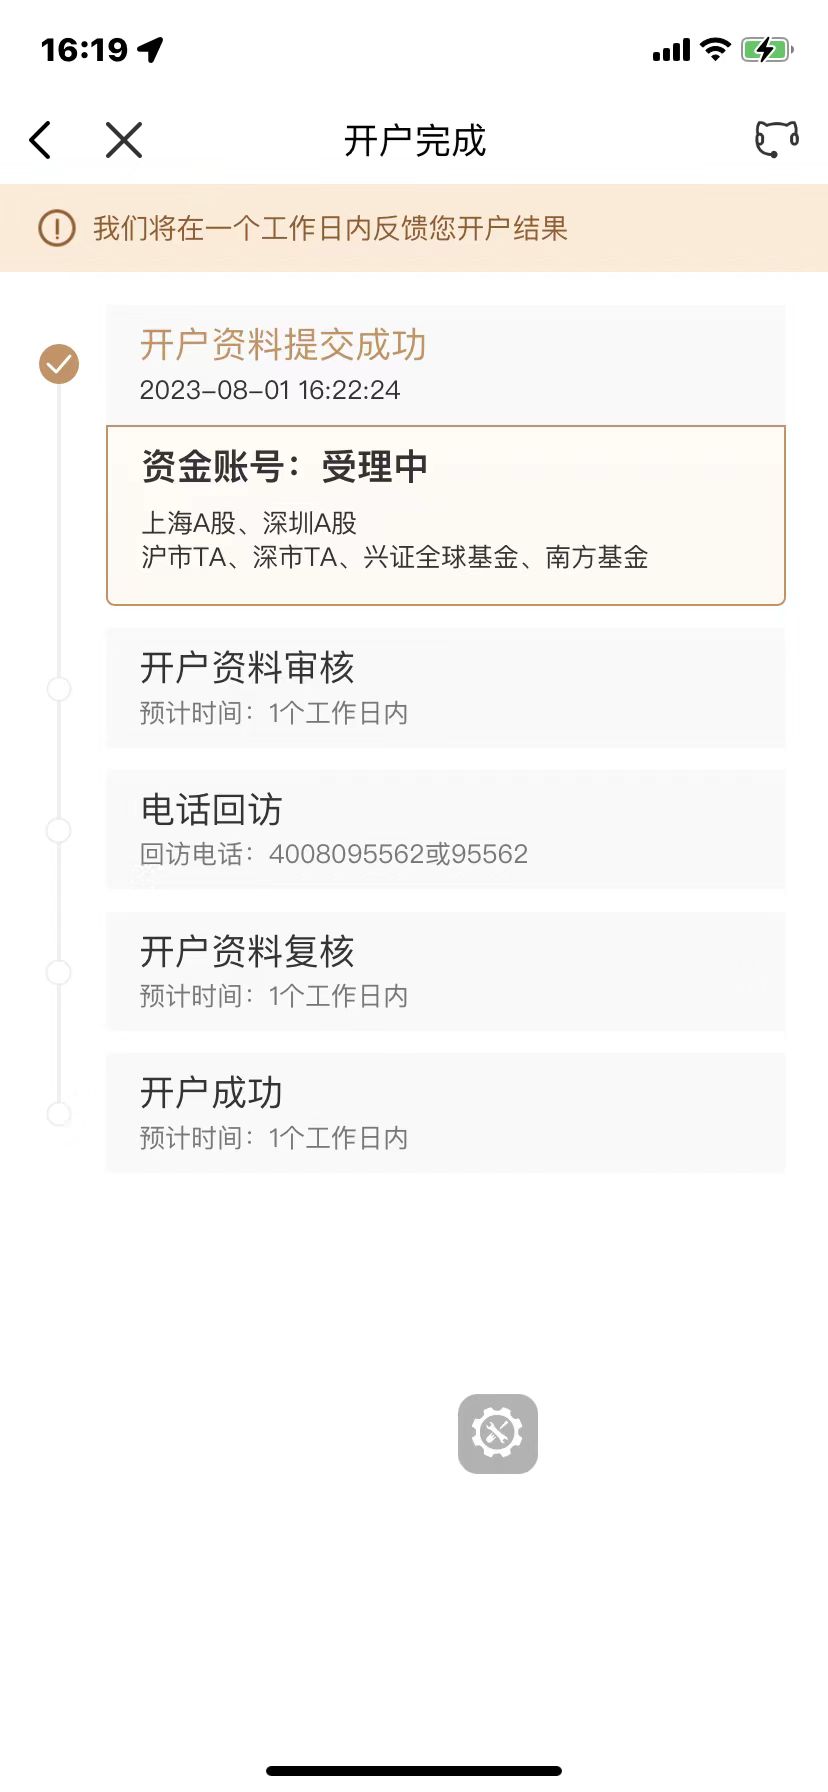 16:19
开户完成
我们将在一个工作日内反馈您开户结果
开户资料提交成功
2023-08-01 16:22:24
资金账号：受理中
上海A股、深圳A股
沪市TA、深市TA、兴证全球基金、南方基金
开户资料审核
预计时间：1个工作日内
电话回访
回访电话：4008095562或95562
开户资料复核
预计时间：1个工作日内
开户成功
预计时间：1个工作日内